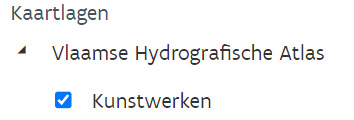 Kaartlagen
Vlaamse Hydrografische Atlas
Kunstwerken